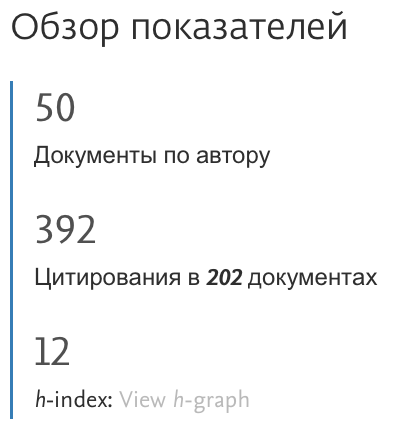 Обзор показателей
50
Документы по автору
392
Цитирования в 202 документах
12
h-index: View h-graph